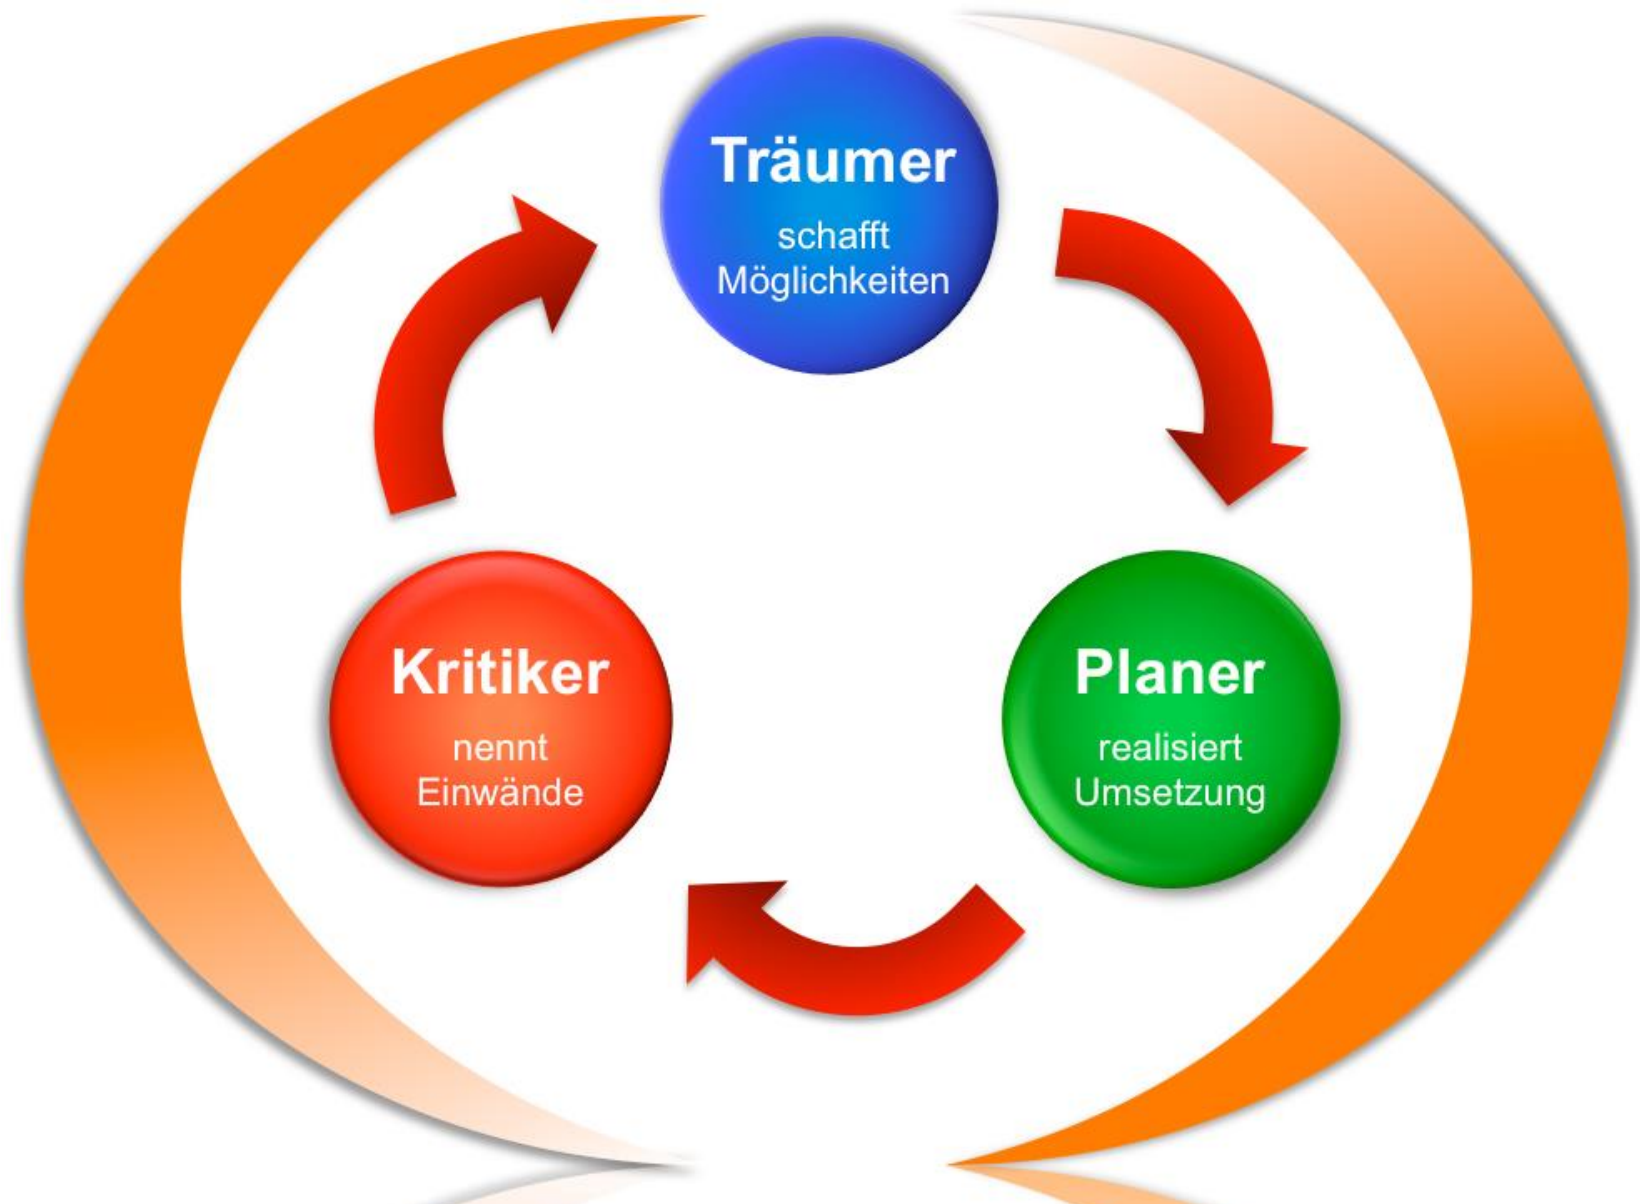 Träumer
schafft
Möglichkeiten
Kritiker
nennt
Einwände
Planer
realisiert
Umsetzung